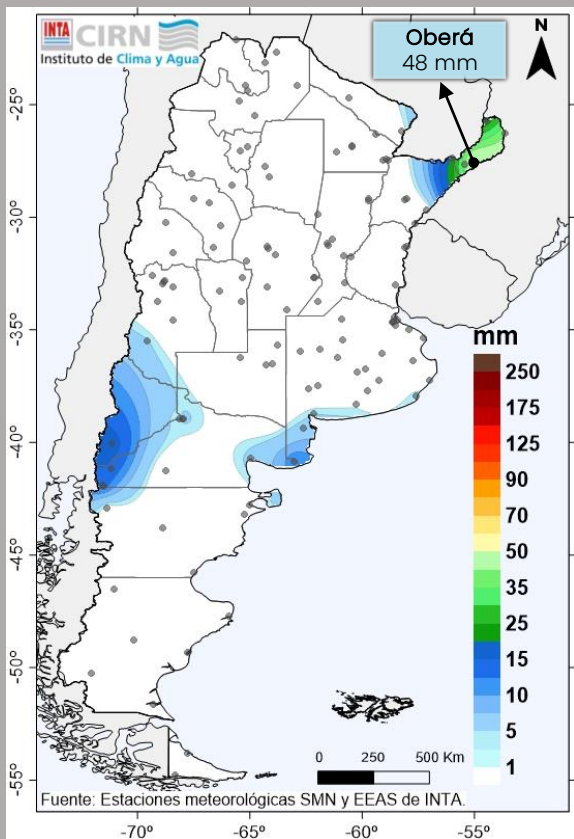 INTA CIRN
Instituto de Clima y Agua
Oberá
48 mm
N
25°
30°
35°
40°
45°
50°
55°
mm
250
175
125
90
70
50
35
25
15
10
5
1
0 250 500 Km
Fuente: Estaciones meteorológicas SMN y EEAS de INTA.
-70° -65° -60° -55°